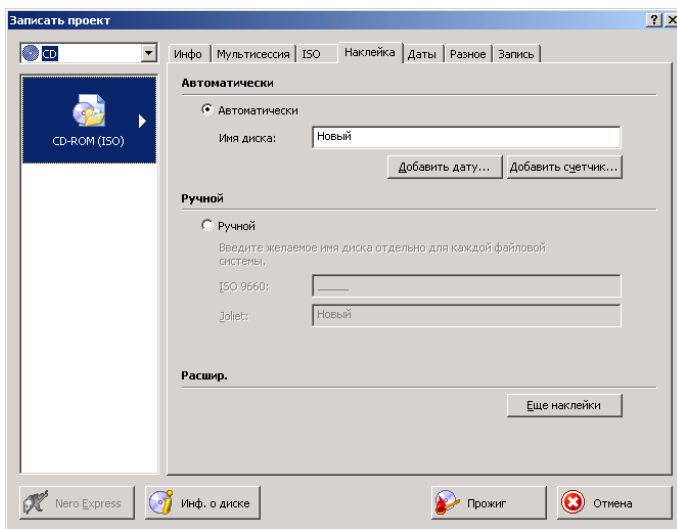 Записать проект
CD
CD-ROM (ISO)
Инфо Мультисессия ISO Наклейка Даты Разное Запись
Автоматически
Автоматически
Имя диска: Новый
Добавить дату... Добавить счетчик...
Ручной
Ручной
Введите желаемое имя диска отдельно для каждой файловой
системы.
ISO 9660: _____
Joliet: Новый
Расшир.
Еще наклейки
Nero Express Инф. о диске Прожиг Отмена